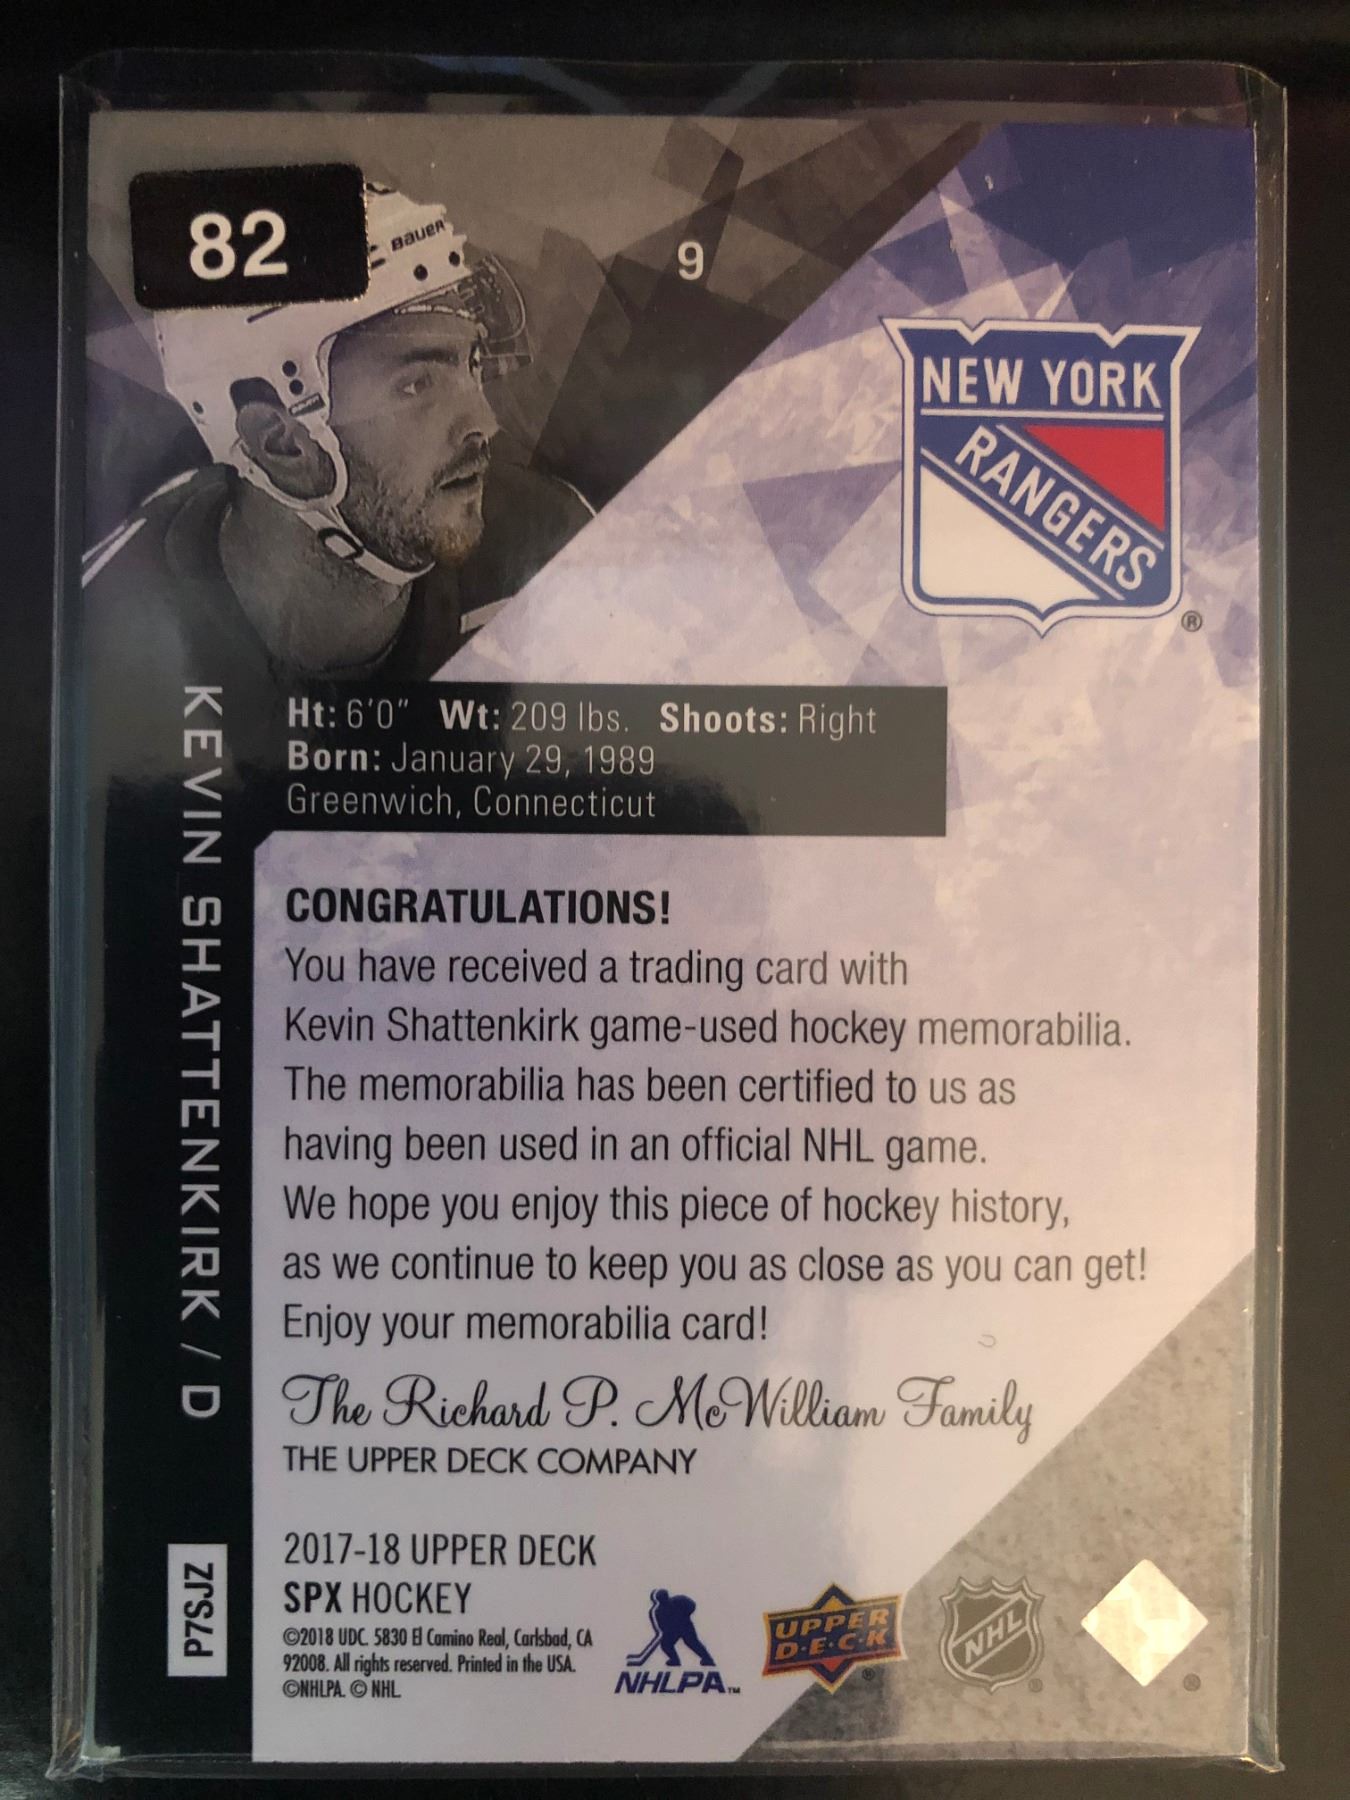 82
BAUER
9
NEW YORK
RANGERS
®
Ht: 6'0" Wt: 209 lbs. Shoots: Right
Born: January 29, 1989
Greenwich, Connecticut
KEVIN SHATTENKIRK / D
CONGRATULATIONS!
You have received a trading card with
Kevin Shattenkirk game-used hockey memorabilia.
The memorabilia has been certified to us as
having been used in an official NHL game.
We hope you enjoy this piece of hockey history,
as we continue to keep you as close as you can get!
Enjoy your memorabilia card!
The Richard P. McWilliam Family
THE UPPER DECK COMPANY
P7SJZ
2017-18 UPPER DECK
SPX HOCKEY
©2018 UDC. 5830 El Camino Real, Carlsbad, CA
92008. All rights reserved. Printed in the USA.
©NHLPA. © NHL
NHLPA™
UPPER
D·E·C·K
®
NHL
®
®